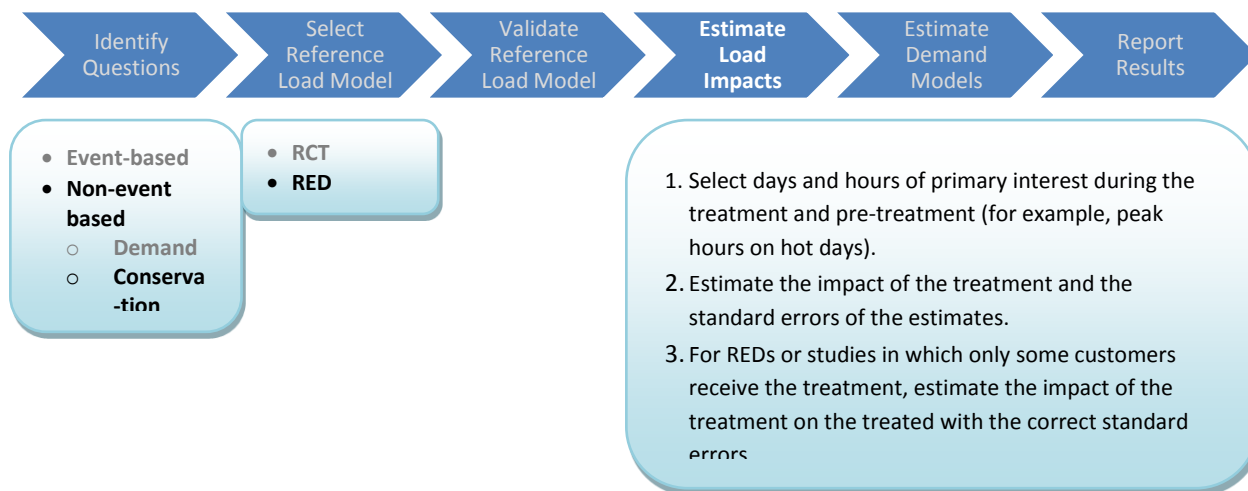 Identify
Questions
Select
Reference
Load Model
Validate
Reference
Load Model
Estimate
Load
Impacts
Estimate
Demand
Models
Report
Results
• Event-based
• Non-event
based
○ Demand
○ Conserva
-tion
• RCT
• RED
1. Select days and hours of primary interest during the
treatment and pre-treatment (for example, peak
hours on hot days).
2. Estimate the impact of the treatment and the
standard errors of the estimates.
3. For REDs or studies in which only some customers
receive the treatment, estimate the impact of the
treatment on the treated with the correct standard
errors